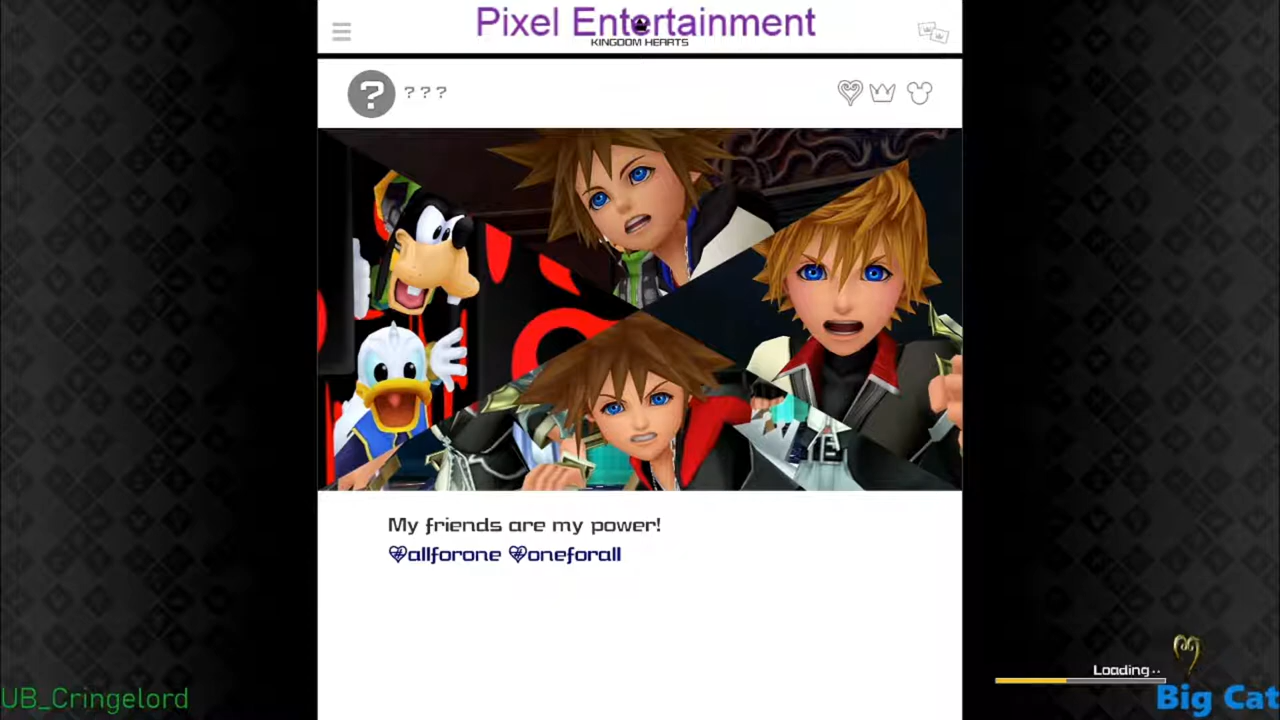 Pixel Entertainment
KINGDOM HEARTS
?
? ? ?
My friends are my power!
allforone oneforall
Loading..
UB_Cringelord
Big Cat